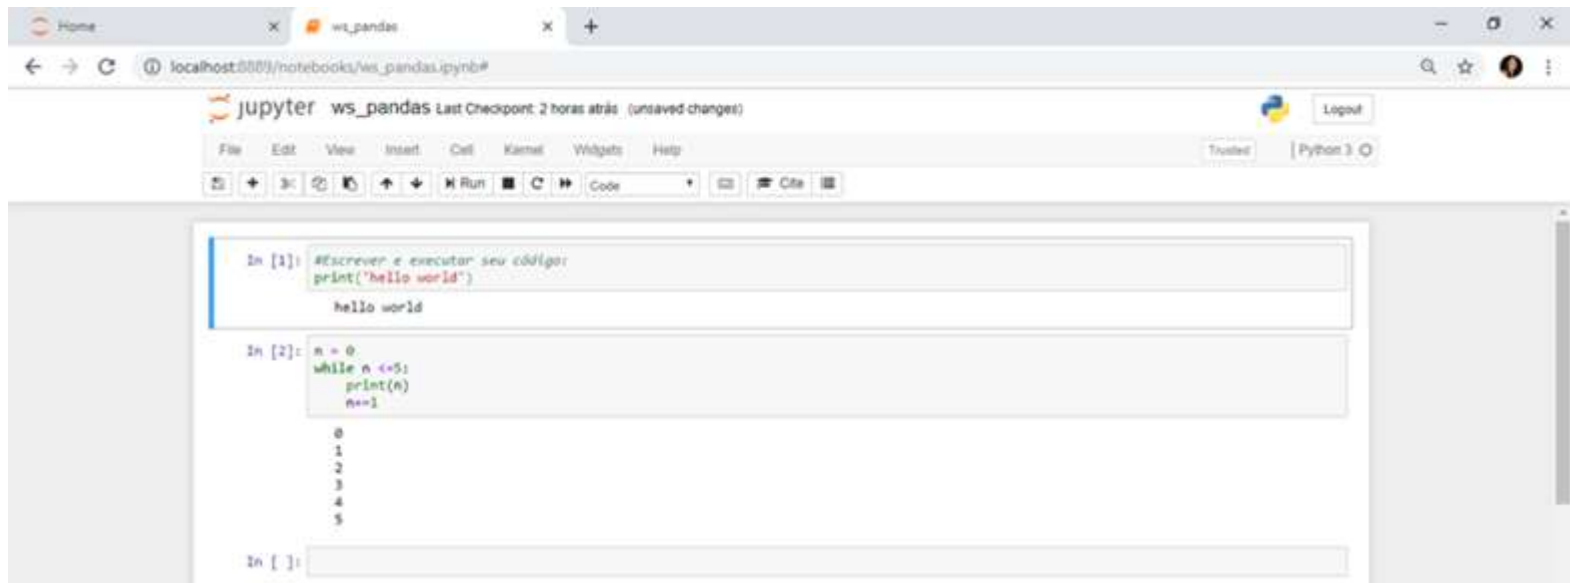 Home
ws_pandas
localhost:8889/notebooks/ws_pandas.ipynb#
jupyter ws_pandas Last Checkpoint: 2 horas atrás (unsaved changes)
Logout
File Edit View Insert Cell Kernel Widgets Help
Trusted
Python 3
Run Code Cite
In [1]: #Escrever e executar seu código:
print("hello world")
hello world
In [2]: n = 0
while n <=5:
print(n)
n+=1
0
1
2
3
4
5
In [ ]: